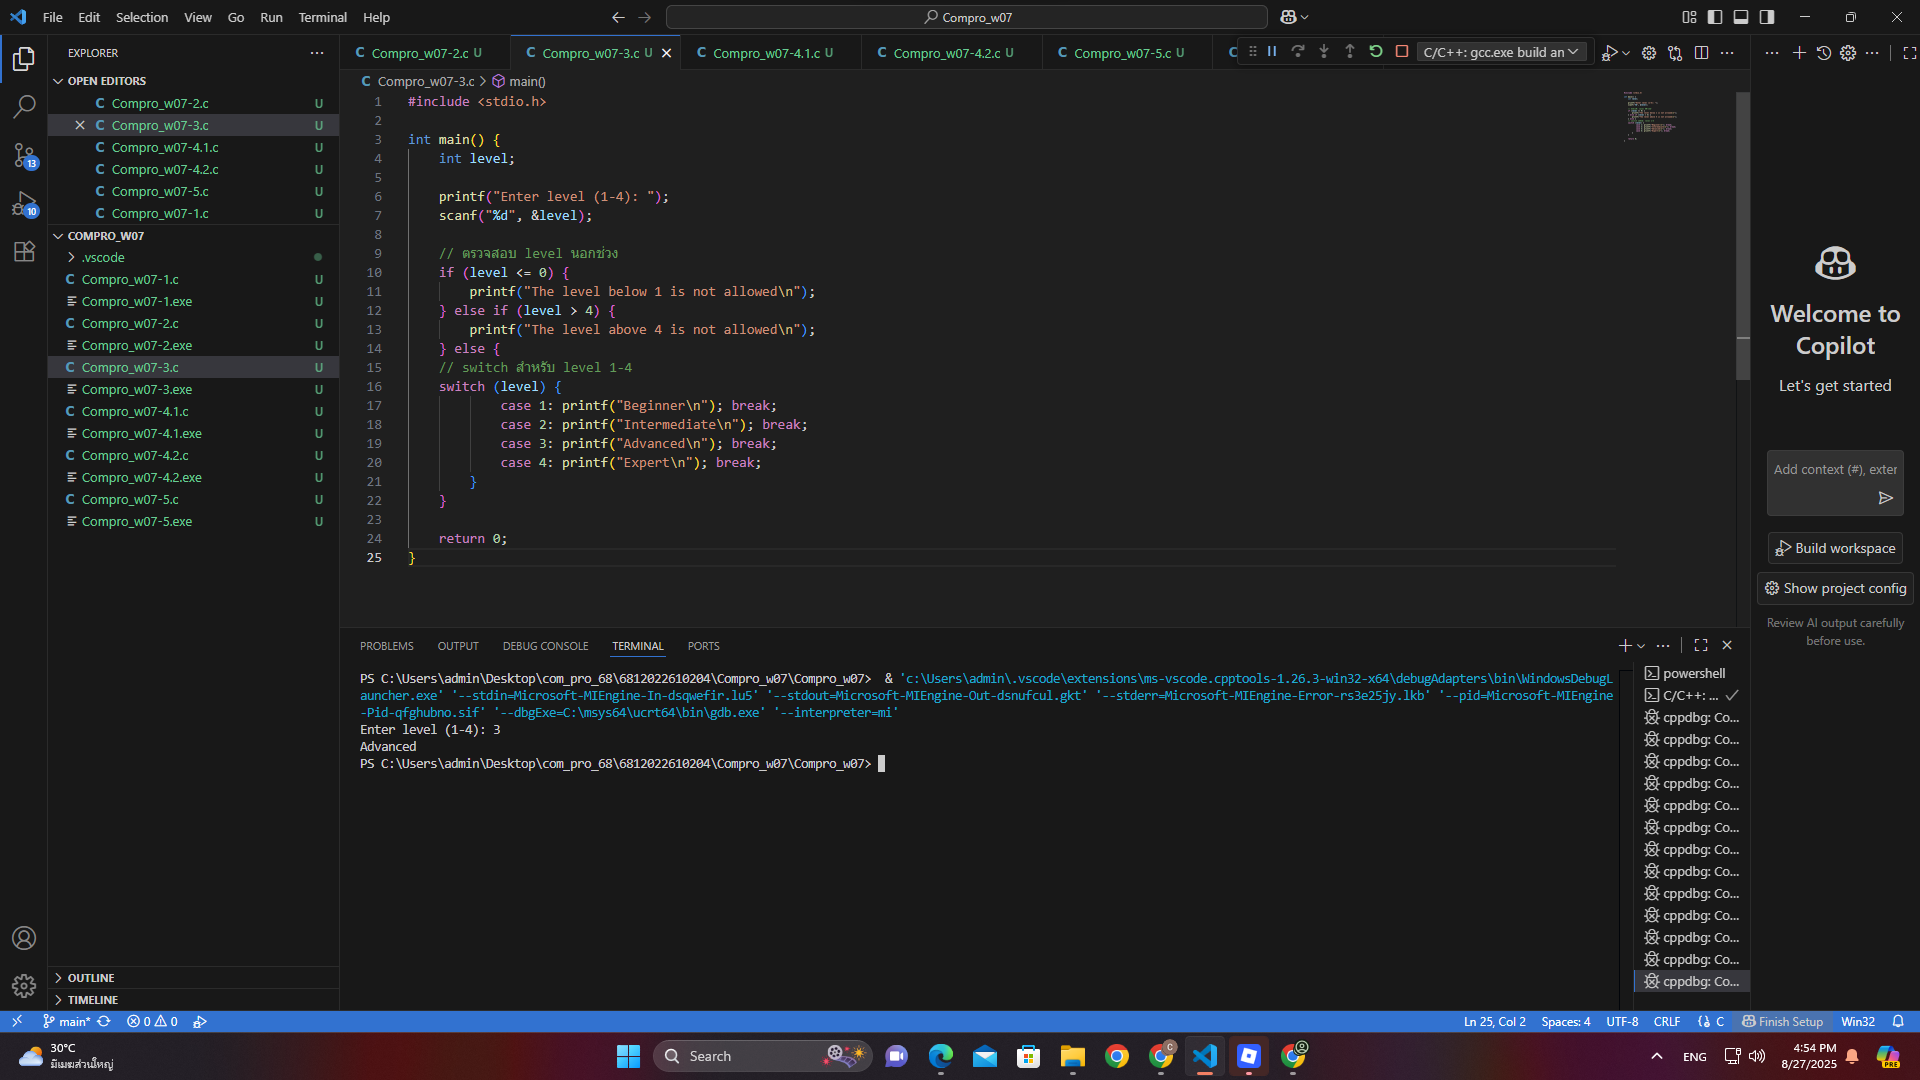 File Edit Selection View Go Run Terminal Help
Compro_w07
EXPLORER
OPEN EDITORS
Compro_w07-2.c U
Compro_w07-3.c U
Compro_w07-4.1.c U
Compro_w07-4.2.c U
Compro_w07-5.c U
Compro_w07-1.c U
COMPRO_W07
.vscode
Compro_w07-1.c U
Compro_w07-1.exe U
Compro_w07-2.c U
Compro_w07-2.exe U
Compro_w07-3.c U
Compro_w07-3.exe U
Compro_w07-4.1.c U
Compro_w07-4.1.exe U
Compro_w07-4.2.c U
Compro_w07-4.2.exe U
Compro_w07-5.c U
Compro_w07-5.exe U
OUTLINE
TIMELINE
13
10
Compro_w07-2.c U Compro_w07-3.c U Compro_w07-4.1.c U Compro_w07-4.2.c U Compro_w07-5.c U C/C++: gcc.exe build an
Compro_w07-3.c > main()
1 #include <stdio.h>
2
3 int main() {
4 int level;
5
6 printf("Enter level (1-4): ");
7 scanf("%d", &level);
8
9 // ตรวจสอบ level นอกช่วง
10 if (level <= 0) {
11 printf("The level below 1 is not allowed\n");
12 } else if (level > 4) {
13 printf("The level above 4 is not allowed\n");
14 } else {
15 // switch สำหรับ level 1-4
16 switch (level) {
17 case 1: printf("Beginner\n"); break;
18 case 2: printf("Intermediate\n"); break;
19 case 3: printf("Advanced\n"); break;
20 case 4: printf("Expert\n"); break;
21 }
22 }
23
24 return 0;
25 }
PROBLEMS OUTPUT DEBUG CONSOLE TERMINAL PORTS
PS C:\Users\admin\Desktop\com_pro_68\6812022610204\Compro_w07\Compro_w07> & 'c:\Users\admin\.vscode\extensions\ms-vscode.cpptools-1.26.3-win32-x64\debugAdapters\bin\WindowsDebugL
auncher.exe' '--stdin=Microsoft-MIEngine-In-dsqwefir.lu5' '--stdout=Microsoft-MIEngine-Out-dsnufcul.gkt' '--stderr=Microsoft-MIEngine-Error-rs3e25jy.lkb' '--pid=Microsoft-MIEngine
-Pid-qfghubno.sif' '--dbgExe=C:\msys64\ucrt64\bin\gdb.exe' '--interpreter=mi'
Enter level (1-4): 3
Advanced
PS C:\Users\admin\Desktop\com_pro_68\6812022610204\Compro_w07\Compro_w07>
powershell
C/C++: ...
cppdbg: Co...
cppdbg: Co...
cppdbg: Co...
cppdbg: Co...
cppdbg: Co...
cppdbg: Co...
cppdbg: Co...
cppdbg: Co...
cppdbg: Co...
cppdbg: Co...
cppdbg: Co...
cppdbg: Co...
cppdbg: Co...
Welcome to
Copilot
Let's get started
Add context (#), exter
Build workspace
Show project config
Review AI output carefully
before use.
main* 0 0
Ln 25, Col 2 Spaces: 4 UTF-8 CRLF {} C Finish Setup Win32
30°C
มีเมฆส่วนใหญ่
Search
ENG
4:54 PM
8/27/2025
PRE